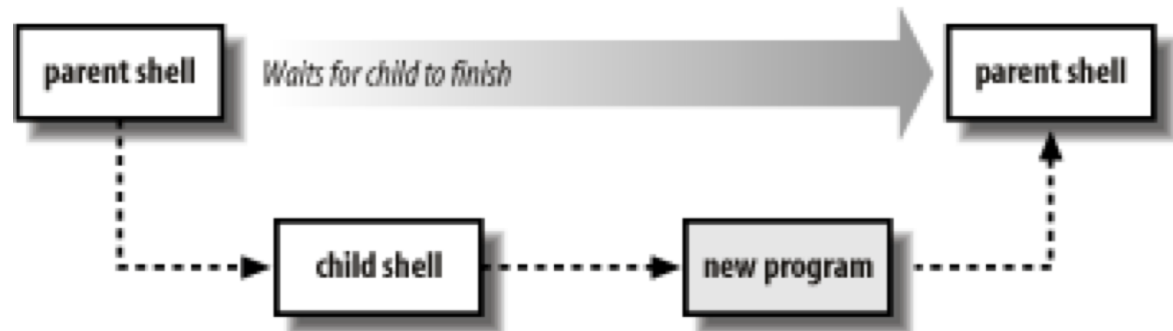 parent shell
Waits for child to finish
parent shell
child shell
new program